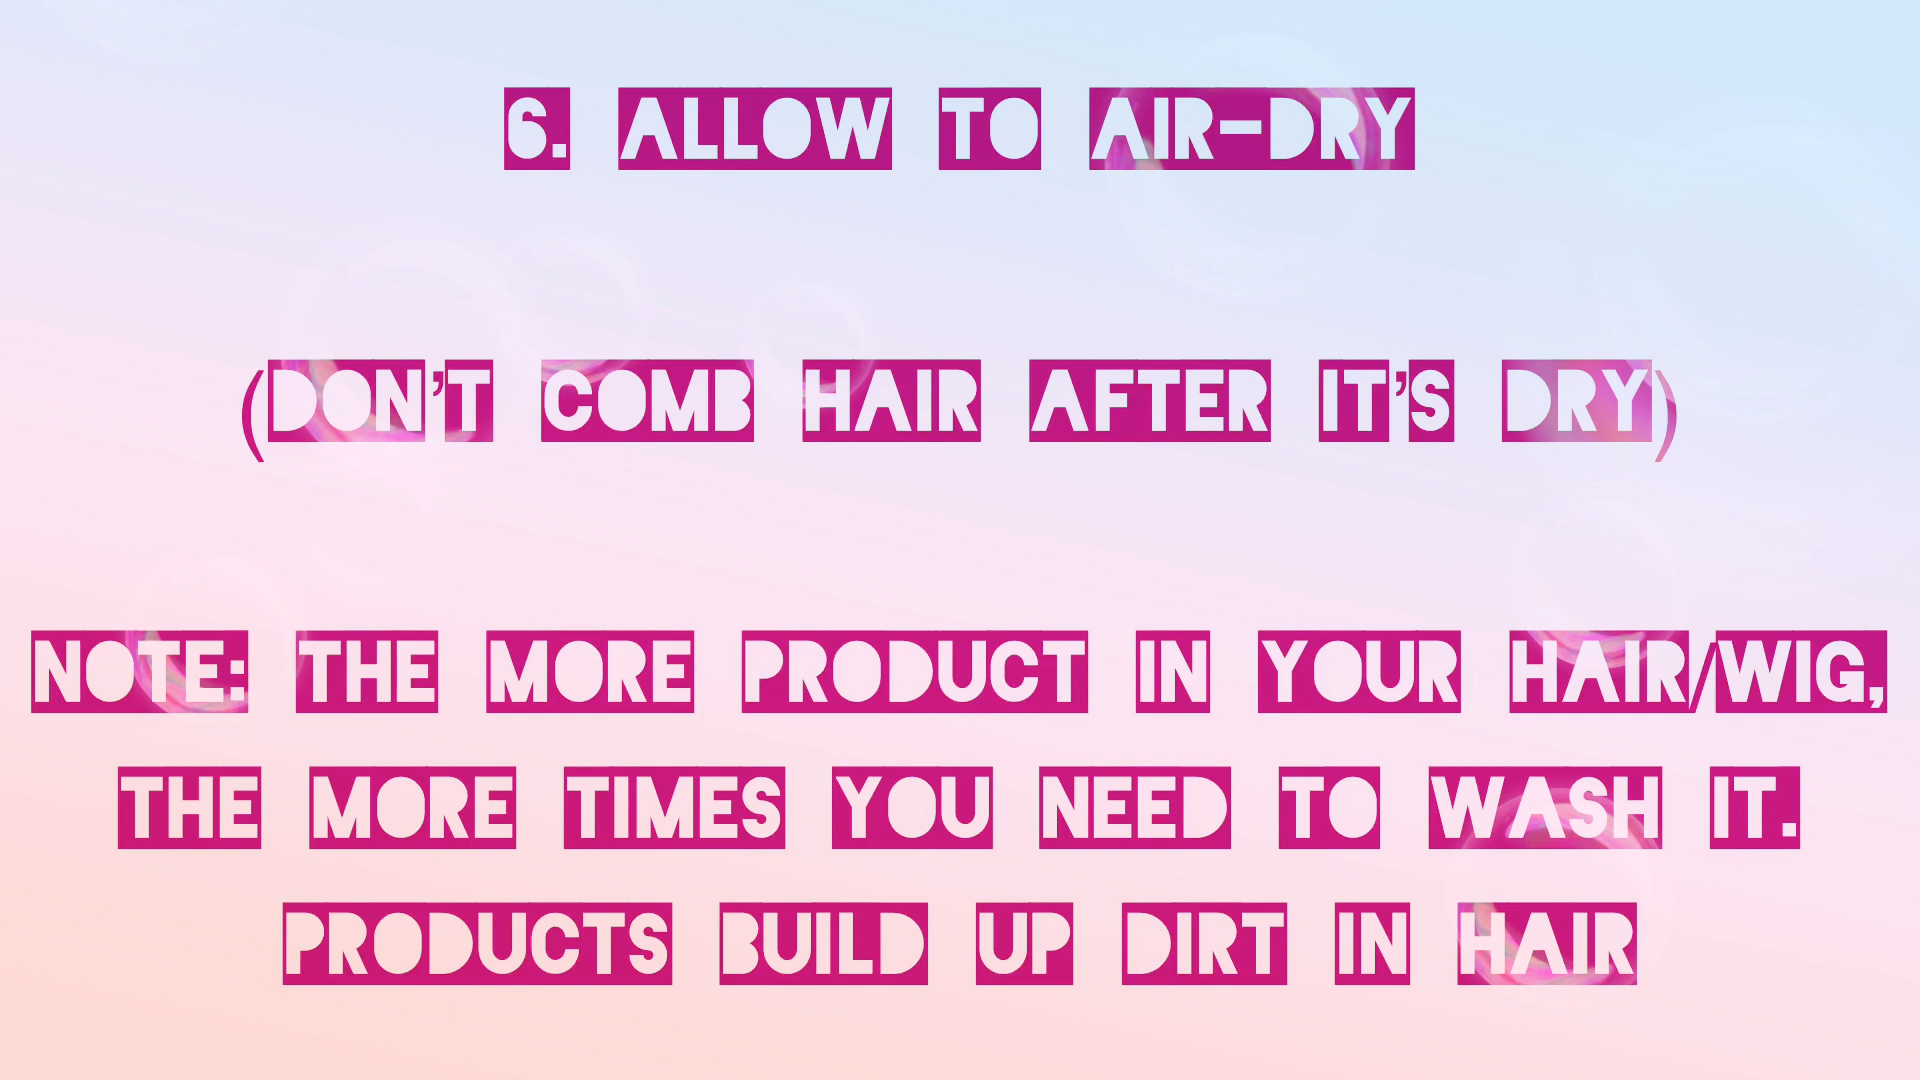 6. ALLOW TO AIR-DRY
(DON'T COMB HAIR AFTER IT'S DRY)
NOTE: THE MORE PRODUCT IN YOUR HAIR/WIG,
THE MORE TIMES YOU NEED TO WASH IT.
PRODUCTS BUILD UP DIRT IN HAIR